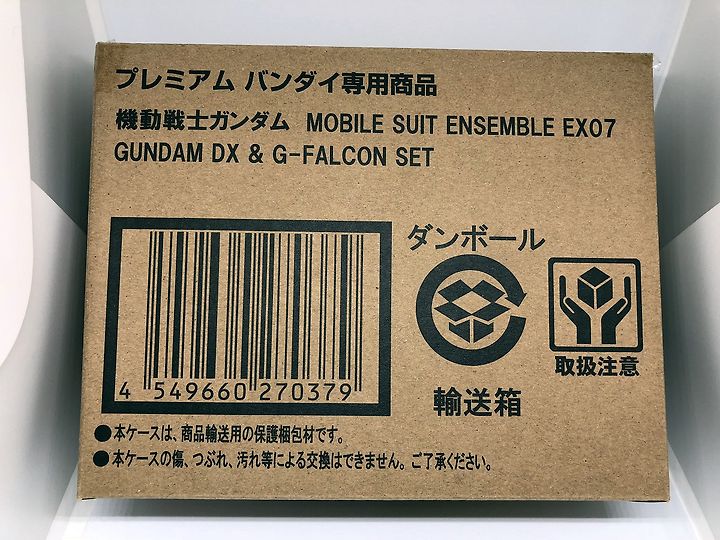 プレミアム バンダイ専用商品
機動戦士ガンダム MOBILE SUIT ENSEMBLE EX07
GUNDAM DX & G-FALCON SET
ダンボール
取扱注意
輸送箱
4 549660 270379
●本ケースは、商品輸送用の保護梱包材です。
●本ケースの傷、つぶれ、汚れ等による交換はできません。ご了承ください。